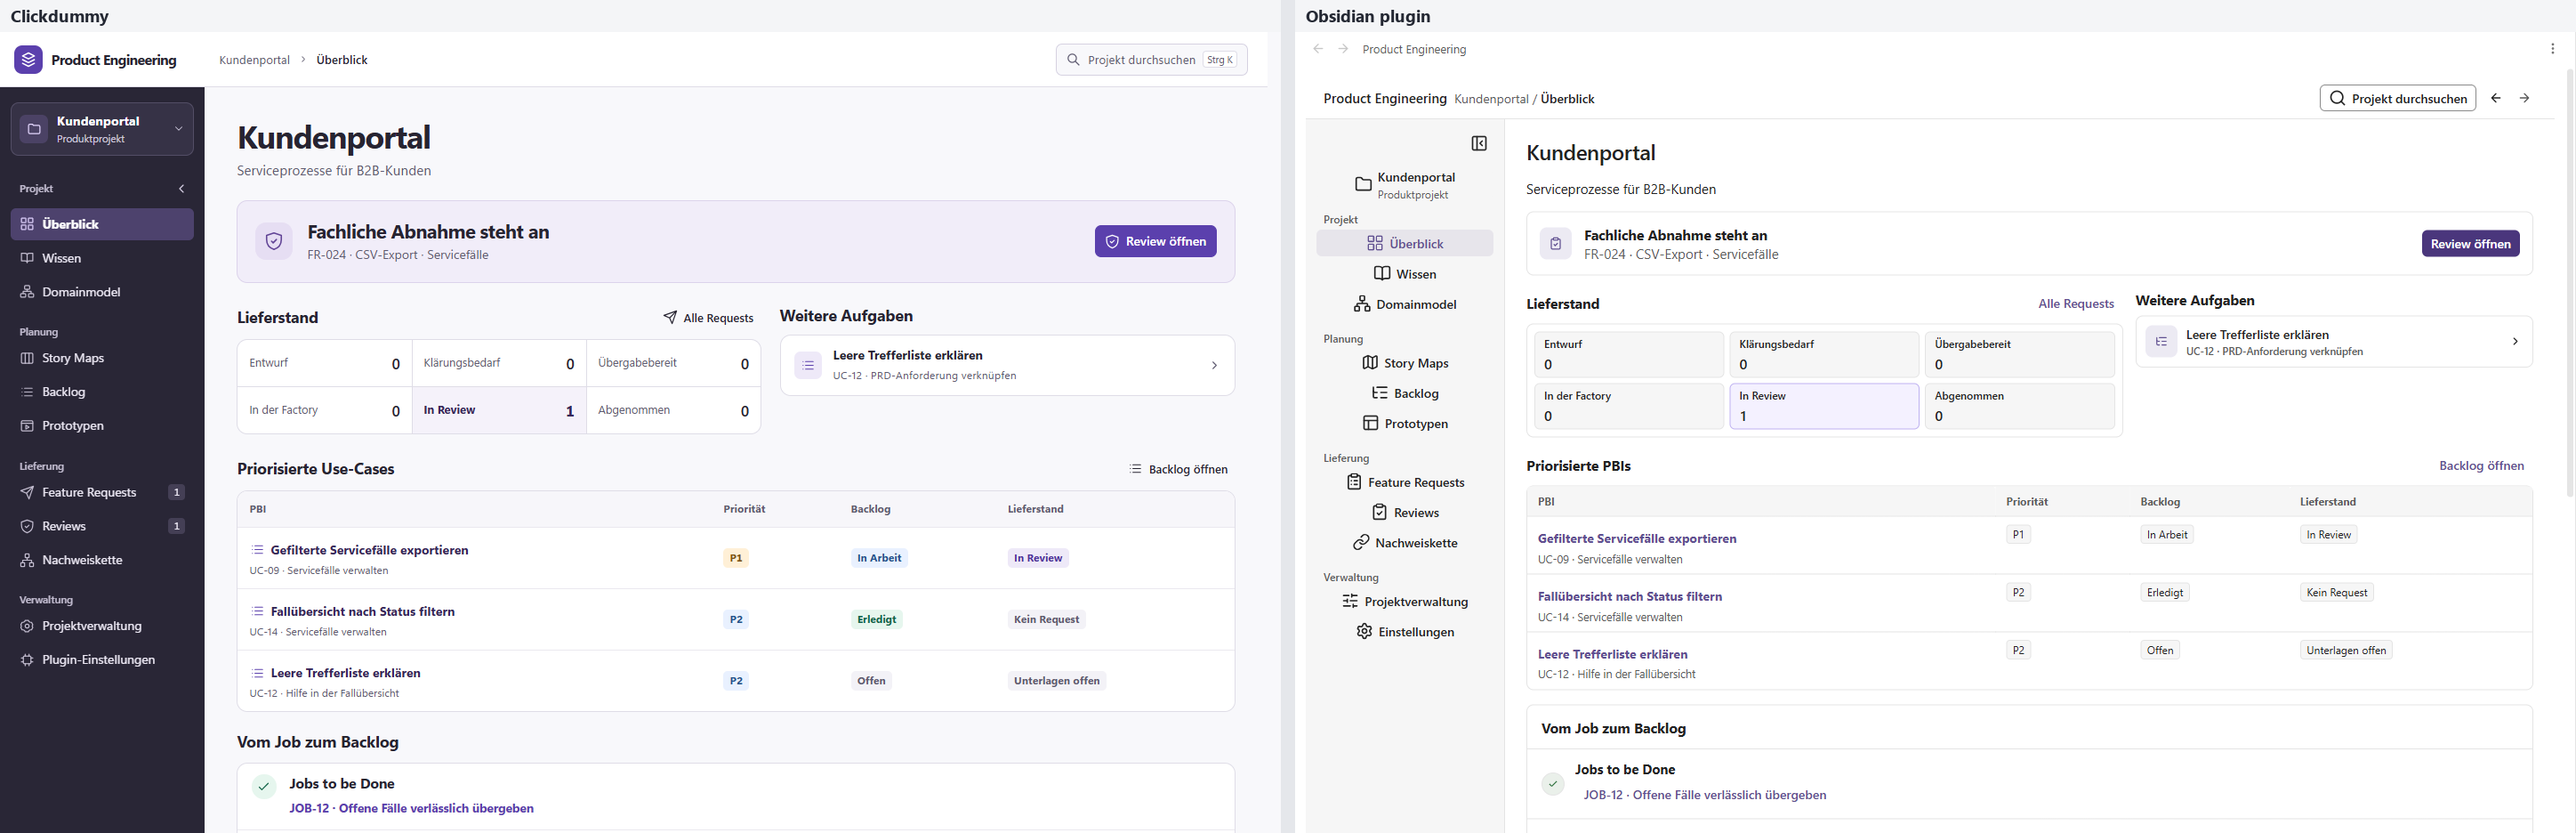 Clickdummy
Product Engineering
Kundenportal › Überblick
Projekt durchsuchen Strg K
Kundenportal
Produktprojekt
Projekt
Überblick
Wissen
Domainmodel
Planung
Story Maps
Backlog
Prototypen
Lieferung
Feature Requests 1
Reviews 1
Nachweiskette
Verwaltung
Projektverwaltung
Plugin-Einstellungen
Kundenportal
Serviceprozesse für B2B-Kunden
Fachliche Abnahme steht an
FR-024 · CSV-Export · Servicefälle
Review öffnen
Lieferstand
Alle Requests
Entwurf 0
Klärungsbedarf 0
Übergabebereit 0
In der Factory 0
In Review 1
Abgenommen 0
Weitere Aufgaben
Leere Trefferliste erklären
UC-12 · PRD-Anforderung verknüpfen
Priorisierte Use-Cases
Backlog öffnen
PBI Priorität Backlog Lieferstand
Gefilterte Servicefälle exportieren
UC-09 · Servicefälle verwalten
P1 In Arbeit In Review
Fallübersicht nach Status filtern
UC-14 · Servicefälle verwalten
P2 Erledigt Kein Request
Leere Trefferliste erklären
UC-12 · Hilfe in der Fallübersicht
P2 Offen Unterlagen offen
Vom Job zum Backlog
Jobs to be Done
JOB-12 · Offene Fälle verlässlich übergeben
Obsidian plugin
Product Engineering
Product Engineering Kundenportal / Überblick
Projekt durchsuchen
Kundenportal
Produktprojekt
Projekt
Überblick
Wissen
Domainmodel
Planung
Story Maps
Backlog
Prototypen
Lieferung
Feature Requests
Reviews
Nachweiskette
Verwaltung
Projektverwaltung
Einstellungen
Kundenportal
Serviceprozesse für B2B-Kunden
Fachliche Abnahme steht an
FR-024 · CSV-Export · Servicefälle
Review öffnen
Lieferstand
Alle Requests
Entwurf
0
Klärungsbedarf
0
Übergabebereit
0
In der Factory
0
In Review
1
Abgenommen
0
Weitere Aufgaben
Leere Trefferliste erklären
UC-12 · PRD-Anforderung verknüpfen
Priorisierte PBIs
Backlog öffnen
PBI Priorität Backlog Lieferstand
Gefilterte Servicefälle exportieren
UC-09 · Servicefälle verwalten
P1 In Arbeit In Review
Fallübersicht nach Status filtern
UC-14 · Servicefälle verwalten
P2 Erledigt Kein Request
Leere Trefferliste erklären
UC-12 · Hilfe in der Fallübersicht
P2 Offen Unterlagen offen
Vom Job zum Backlog
Jobs to be Done
JOB-12 · Offene Fälle verlässlich übergeben